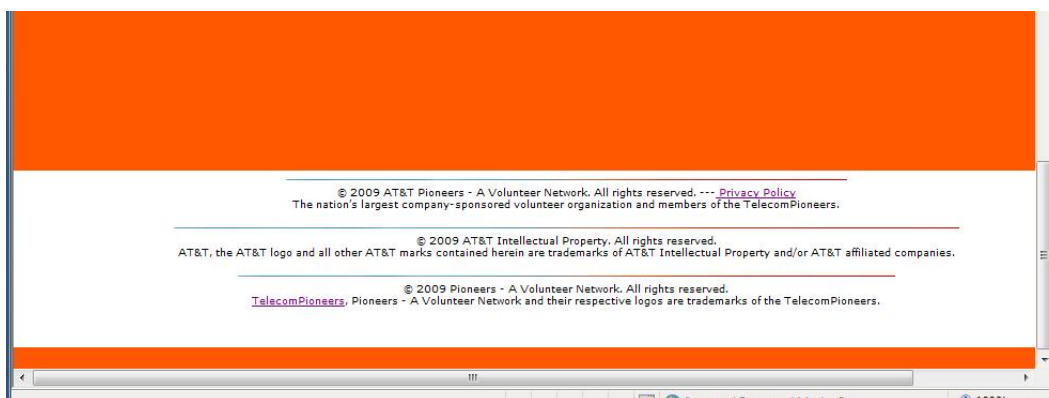 © 2009 AT&T Pioneers - A Volunteer Network. All rights reserved. --- Privacy Policy
The nation's largest company-sponsored volunteer organization and members of the TelecomPioneers.
© 2009 AT&T Intellectual Property. All rights reserved.
AT&T, the AT&T logo and all other AT&T marks contained herein are trademarks of AT&T Intellectual Property and/or AT&T affiliated companies.
© 2009 Pioneers - A Volunteer Network. All rights reserved.
TelecomPioneers, Pioneers - A Volunteer Network and their respective logos are trademarks of the TelecomPioneers.